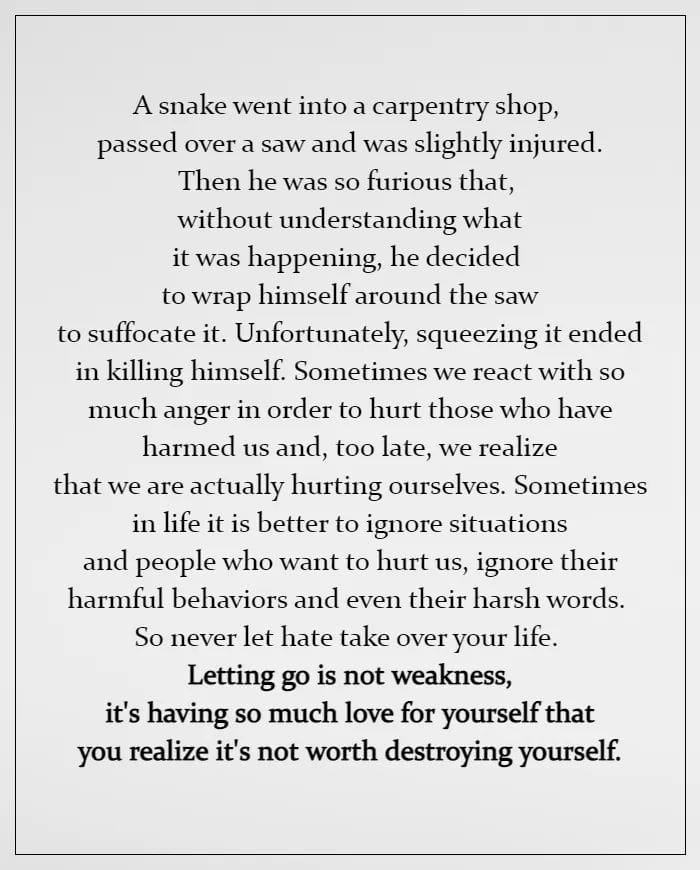 A snake went into a carpentry shop,
passed over a saw and was slightly injured.
Then he was so furious that,
without understanding what
it was happening, he decided
to wrap himself around the saw
to suffocate it. Unfortunately, squeezing it ended
in killing himself. Sometimes we react with so
much anger in order to hurt those who have
harmed us and, too late, we realize
that we are actually hurting ourselves. Sometimes
in life it is better to ignore situations
and people who want to hurt us, ignore their
harmful behaviors and even their harsh words.
So never let hate take over your life.
Letting go is not weakness,
it's having so much love for yourself that
you realize it's not worth destroying yourself.